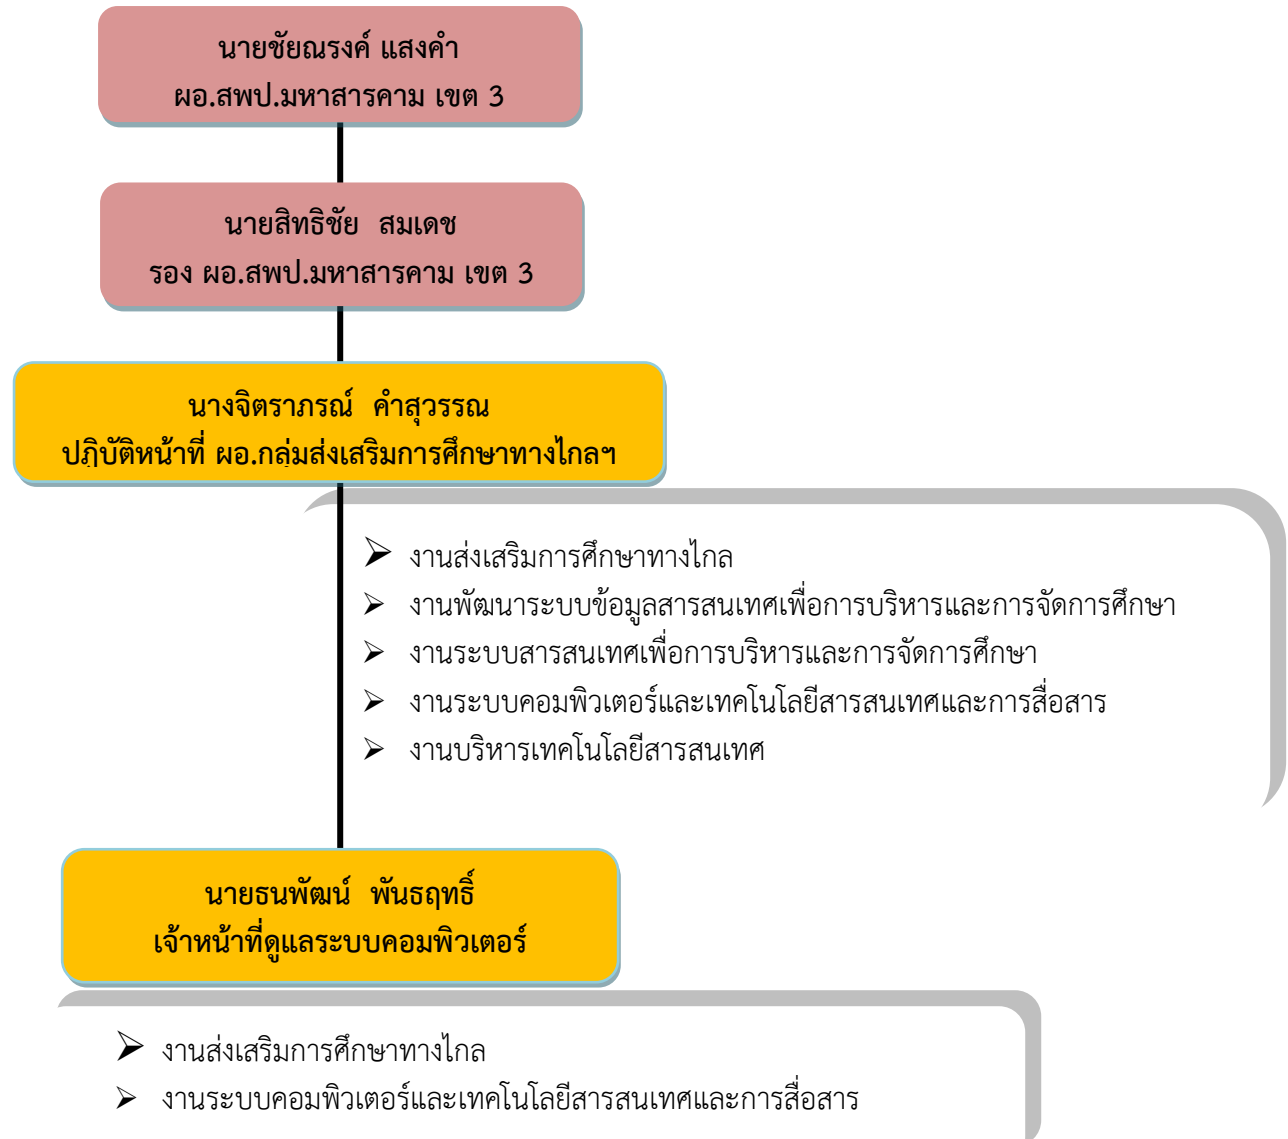 นายชัยณรงค์ แสงคำ
ผอ.สพป.มหาสารคาม เขต 3
นายสิทธิชัย  สมเดช
รอง ผอ.สพป.มหาสารคาม เขต 3
นางจิตราภรณ์  คำสุวรรณ
ปฏิบัติหน้าที่ ผอ.กลุ่มส่งเสริมการศึกษาทางไกลฯ
➢ งานส่งเสริมการศึกษาทางไกล
➢ งานพัฒนาระบบข้อมูลสารสนเทศเพื่อการบริหารและการจัดการศึกษา
➢ งานระบบสารสนเทศเพื่อการบริหารและการจัดการศึกษา
➢ งานระบบคอมพิวเตอร์และเทคโนโลยีสารสนเทศและการสื่อสาร
➢ งานบริหารเทคโนโลยีสารสนเทศ
นายธนพัฒน์  พันธฤทธิ์
เจ้าหน้าที่ดูแลระบบคอมพิวเตอร์
➢ งานส่งเสริมการศึกษาทางไกล
➢ งานระบบคอมพิวเตอร์และเทคโนโลยีสารสนเทศและการสื่อสาร